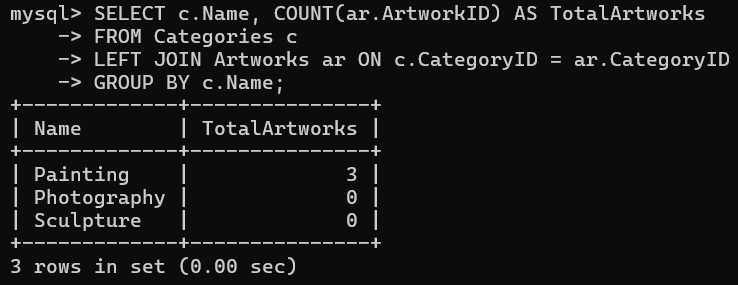 mysql> SELECT c.Name, COUNT(ar.ArtworkID) AS TotalArtworks
    -> FROM Categories c
    -> LEFT JOIN Artworks ar ON c.CategoryID = ar.CategoryID
    -> GROUP BY c.Name;
+-------------+---------------+
| Name        | TotalArtworks |
+-------------+---------------+
| Painting    |             3 |
| Photography |             0 |
| Sculpture   |             0 |
+-------------+---------------+
3 rows in set (0.00 sec)